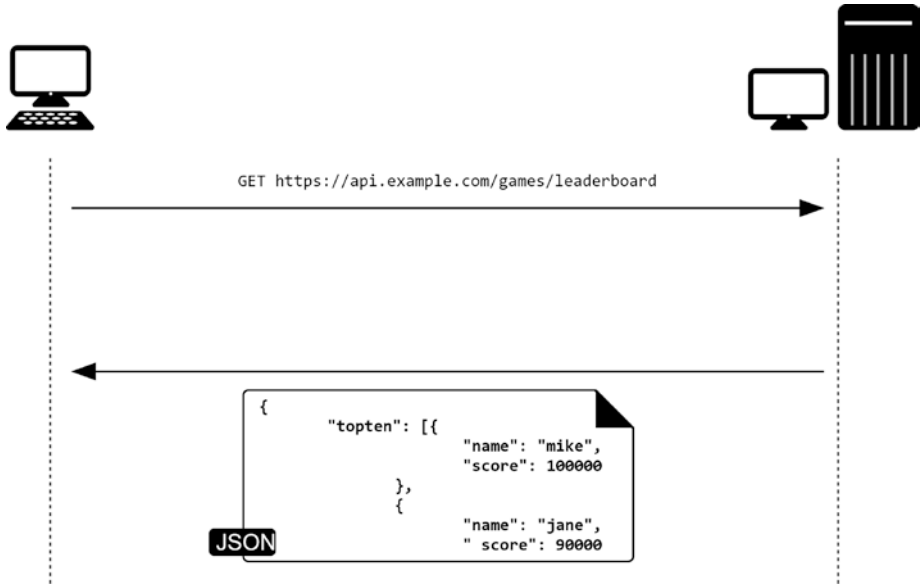 GET https://api.example.com/games/leaderboard
{
"topten": [{
"name": "mike",
"score": 100000
},
{
"name": "jane",
" score": 90000
JSON